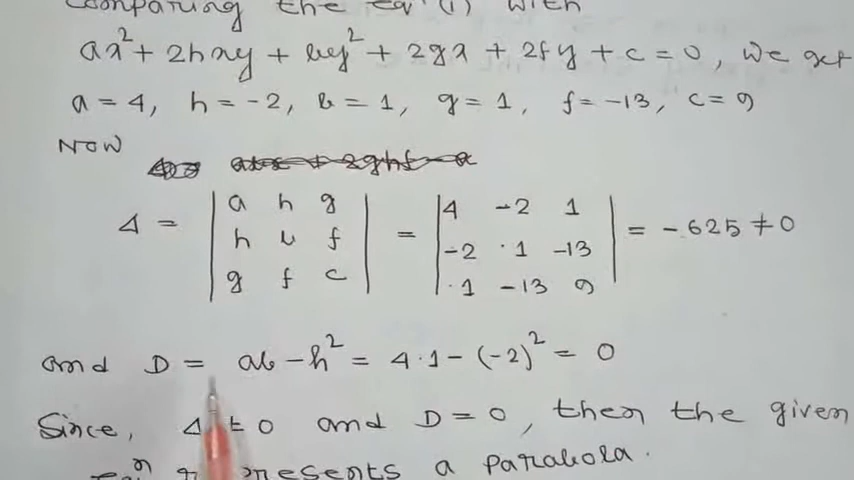 comparing the eqn (1) with
ax² + 2hxy + by² + 2gx + 2fy + c = 0, we get
a = 4, h = -2, b = 1, g = 1, f = -13, c = 9
NOW
Δ = | a h g | = | 4 -2 1 | = -625 ≠ 0
| h b f | | -2 1 -13 |
| g f c | | 1 -13 9 |
and D = ab - h² = 4·1 - (-2)² = 0
Since, Δ ≠ 0 and D = 0, then the given
eqn represents a parabola.